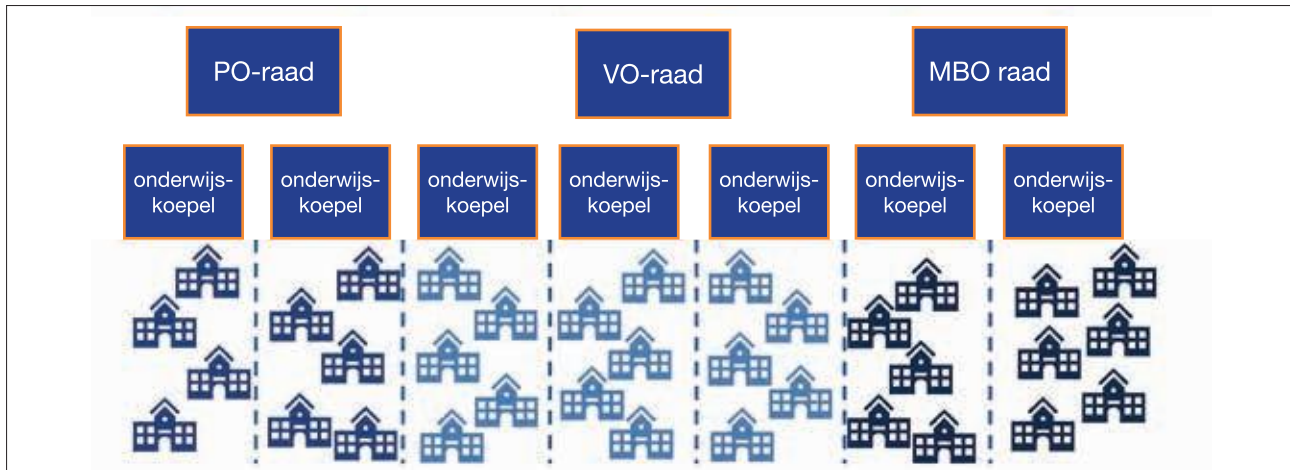 PO-raad
VO-raad
MBO raad
onderwijs-
koepel
onderwijs-
koepel
onderwijs-
koepel
onderwijs-
koepel
onderwijs-
koepel
onderwijs-
koepel
onderwijs-
koepel